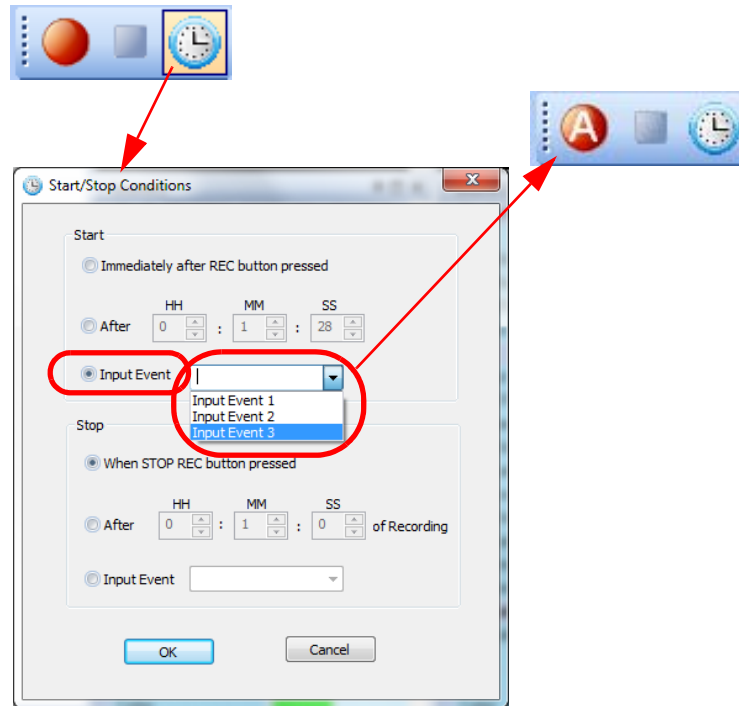 A
Start/Stop Conditions
Start
Immediately after REC button pressed
HH MM SS
After 0 : 1 : 28
Input Event
Input Event 1
Input Event 2
Input Event 3
Stop
When STOP REC button pressed
HH MM SS
After 0 : 1 : 0 of Recording
Input Event
OK Cancel